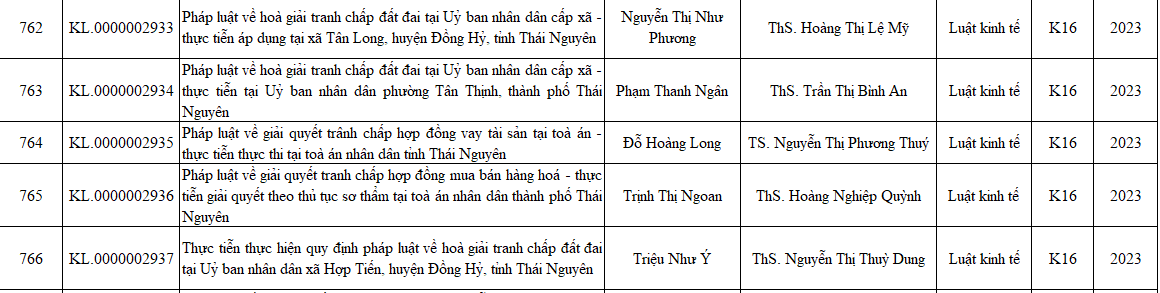 762 KL.0000002933 Pháp luật về hoà giải tranh chấp đất đai tại Uỷ ban nhân dân cấp xã - thực tiễn áp dụng tại xã Tân Long, huyện Đồng Hỷ, tỉnh Thái Nguyên Nguyễn Thị Như Phương ThS. Hoàng Thị Lệ Mỹ Luật kinh tế K16 2023
763 KL.0000002934 Pháp luật về hoà giải tranh chấp đất đai tại Uỷ ban nhân dân cấp xã - thực tiễn tại Uỷ ban nhân dân phường Tân Thịnh, thành phố Thái Nguyên Phạm Thanh Ngân ThS. Trần Thị Bình An Luật kinh tế K16 2023
764 KL.0000002935 Pháp luật về giải quyết trânh chấp hợp đồng vay tài sản tại toà án - thực tiễn thực thi tại toà án nhân dân tỉnh Thái Nguyên Đỗ Hoàng Long TS. Nguyễn Thị Phương Thuý Luật kinh tế K16 2023
765 KL.0000002936 Pháp luật về giải quyết tranh chấp hợp đồng mua bán hàng hoá - thực tiễn giải quyết theo thủ tục sơ thẩm tại toà án nhân dân thành phố Thái Nguyên Trịnh Thị Ngoan ThS. Hoàng Nghiệp Quỳnh Luật kinh tế K16 2023
766 KL.0000002937 Thực tiễn thực hiện quy định pháp luật về hoà giải tranh chấp đất đai tại Uỷ ban nhân dân xã Hợp Tiến, huyện Đồng Hỷ, tỉnh Thái Nguyên Triệu Như Ý ThS. Nguyễn Thị Thuỳ Dung Luật kinh tế K16 2023